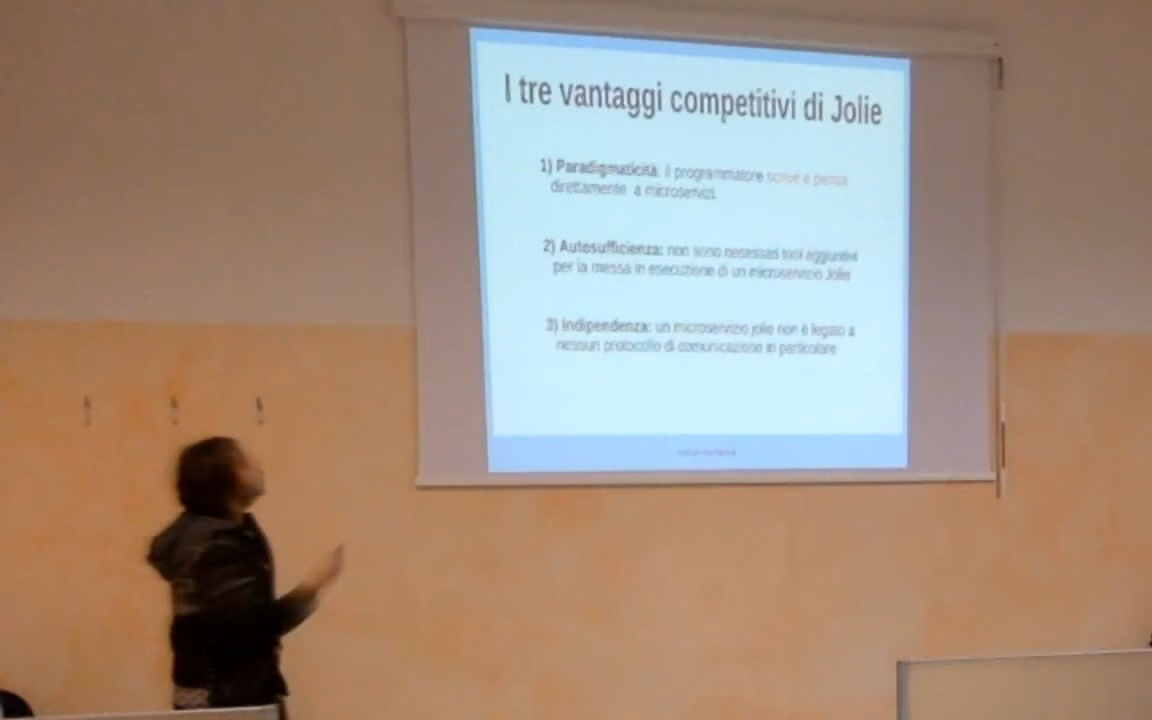 I tre vantaggi competitivi di Jolie
1) Paradigmaticità: il programmatore scrive e pensa
direttamente a microservizi.
2) Autosufficienza: non sono necessari tool aggiuntivi
per la messa in esecuzione di un microservizio Jolie
3) Indipendenza: un microservizio jolie non è legato a
nessun protocollo di comunicazione in particolare